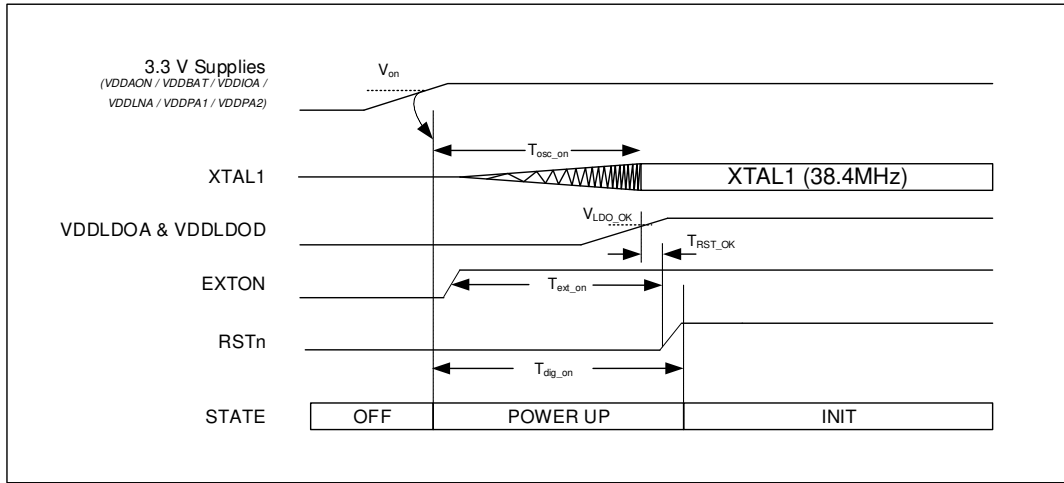 3.3 V Supplies
(VDDAON / VDDBAT / VDDIOA /
VDDLNA / VDDPA1 / VDDPA2)
Von
Tosc_on
XTAL1
XTAL1 (38.4MHz)
VLDO_OK
VDDLDOA & VDDLDOD
TRST_OK
EXTON
Text_on
RSTn
Tdig_on
STATE
OFF
POWER UP
INIT